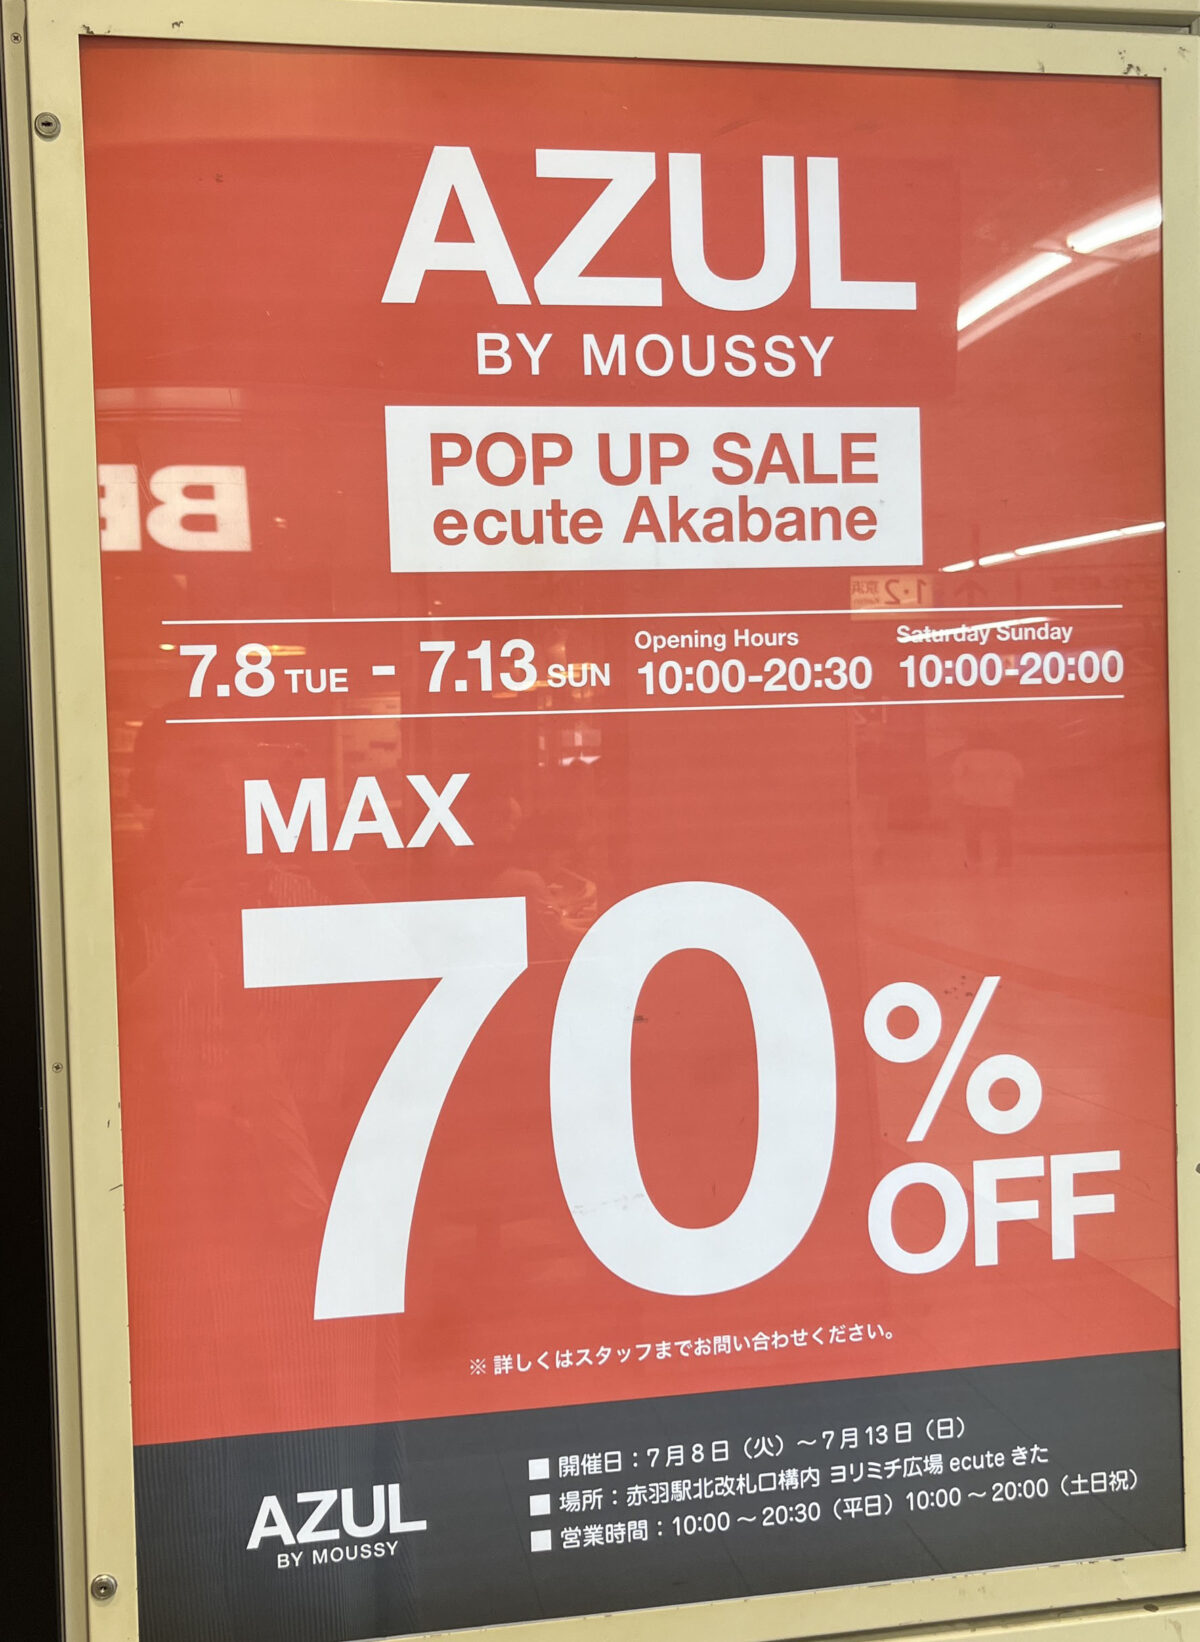 AZUL
BY MOUSSY
POP UP SALE
ecute Akabane
7.8 TUE - 7.13 SUN
Opening Hours
10:00-20:30
Saturday Sunday
10:00-20:00
MAX
70%
OFF
※ 詳しくはスタッフまでお問い合わせください。
■ 開催日：7月8日（火）～7月13日（日）
■ 場所：赤羽駅北改札口構内 ヨリミチ広場 ecute きた
■ 営業時間：10:00～20:30（平日）10:00～20:00（土日祝）
AZUL
BY MOUSSY